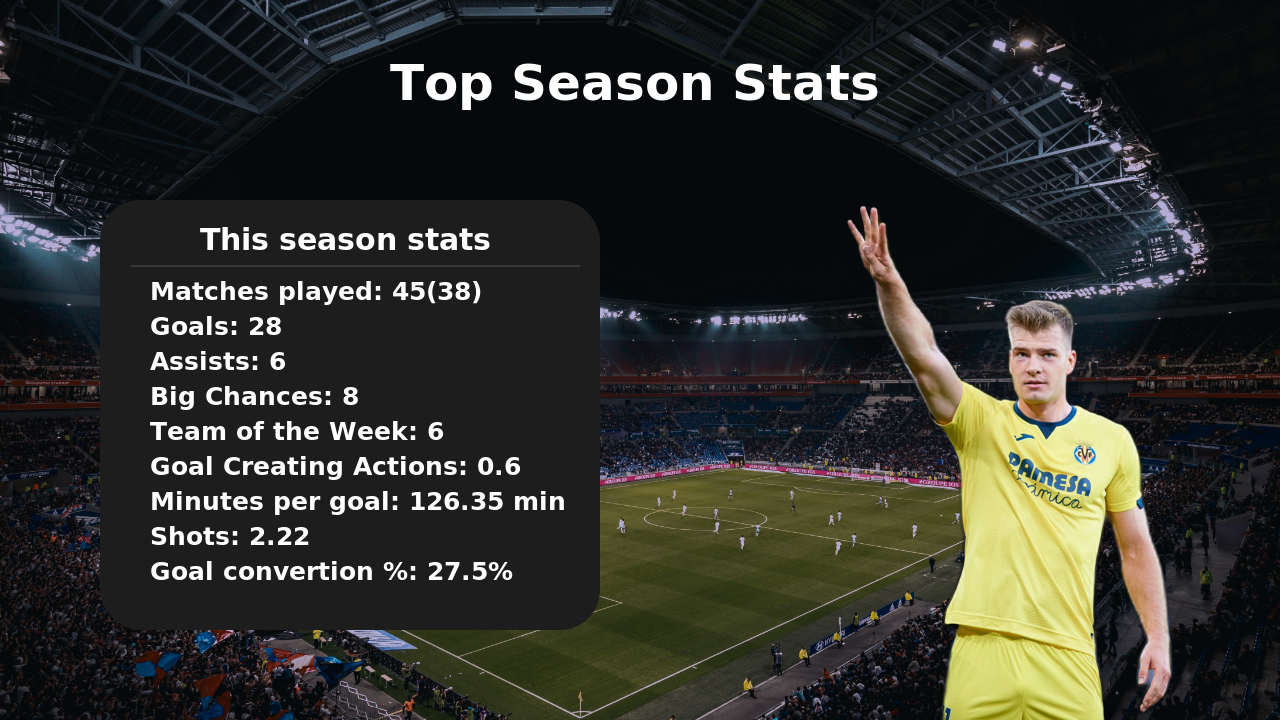 Top Season Stats
This season stats
Matches played: 45(38)
Goals: 28
Assists: 6
Big Chances: 8
Team of the Week: 6
Goal Creating Actions: 0.6
Minutes per goal: 126.35 min
Shots: 2.22
Goal convertion %: 27.5%
PAMESA
cerámica